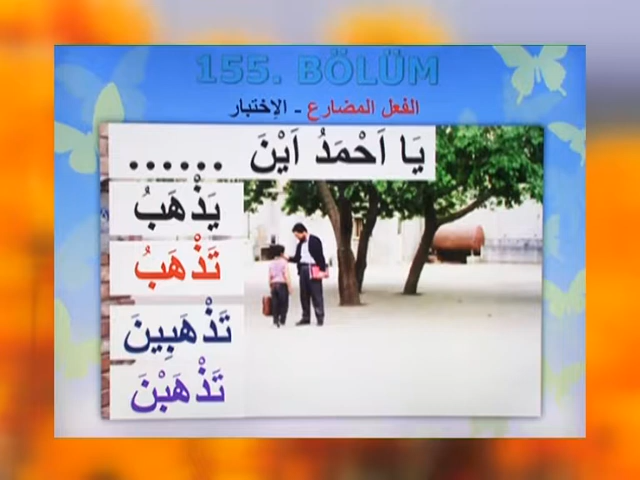 155. BÖLÜM
الفعل المضارع - الإختبار
يَا اَحْمَدُ اَيْنَ ......
يَذْهَبُ
تَذْهَبُ
تَذْهَبِينَ
تَذْهَبْنَ